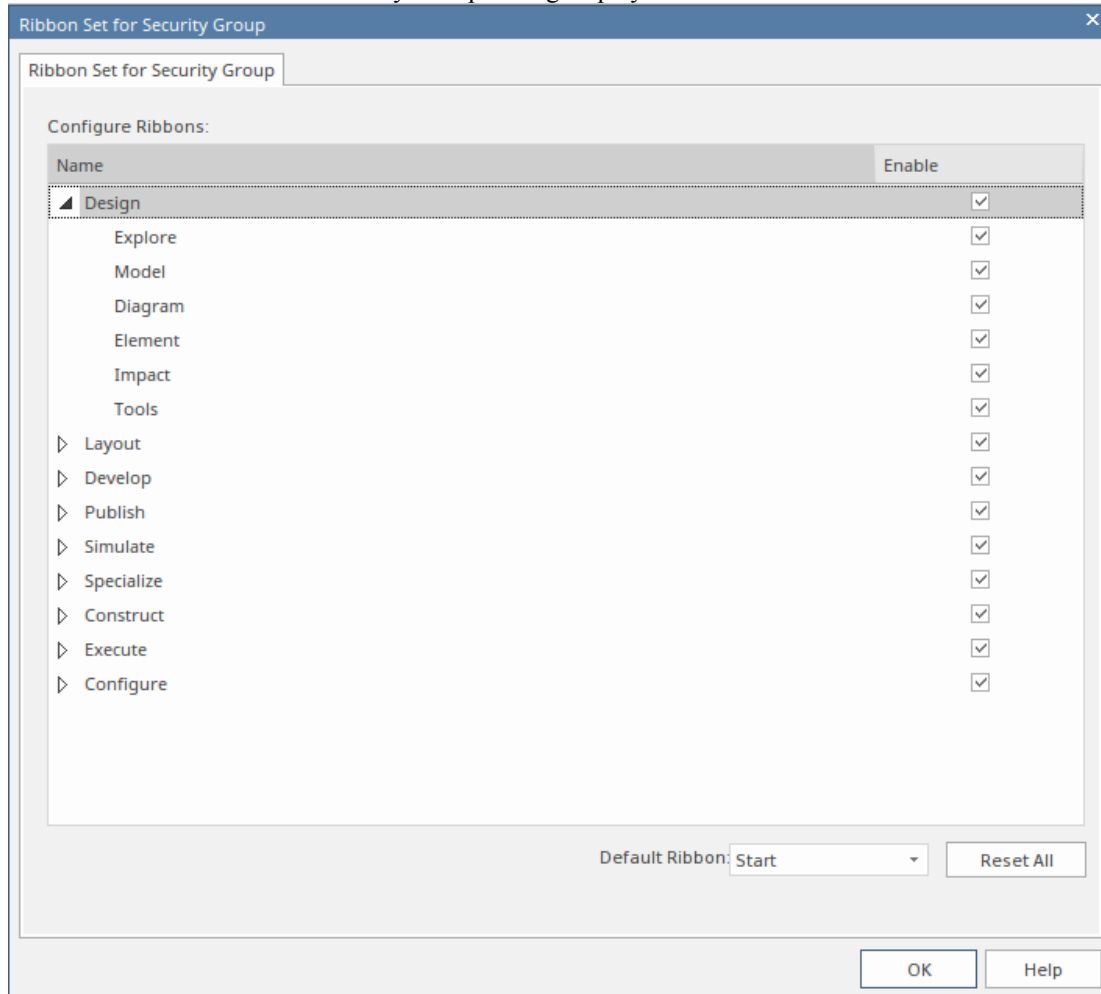 Ribbon Set for Security Group
Ribbon Set for Security Group
Configure Ribbons:
Name Enable
Design
Explore
Model
Diagram
Element
Impact
Tools
Layout
Develop
Publish
Simulate
Specialize
Construct
Execute
Configure
Default Ribbon: Start Reset All
OK Help